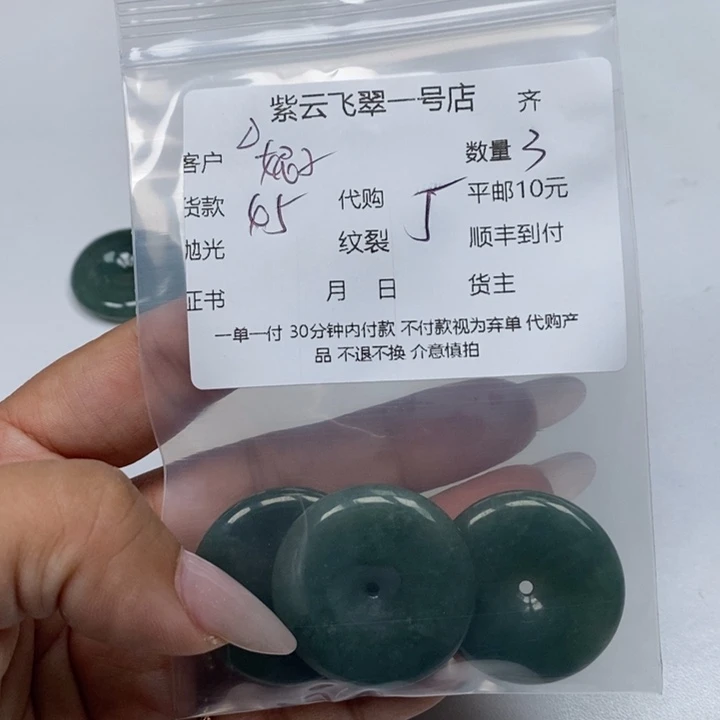 紫云飞翠一号店 齐
客户 数量 3
货款 65 代购 平邮10元
抛光 纹裂 顺丰到付
证书 月 日 货主
一单一付 30分钟内付款 不付款视为弃单 代购产
品 不退不换 介意慎拍